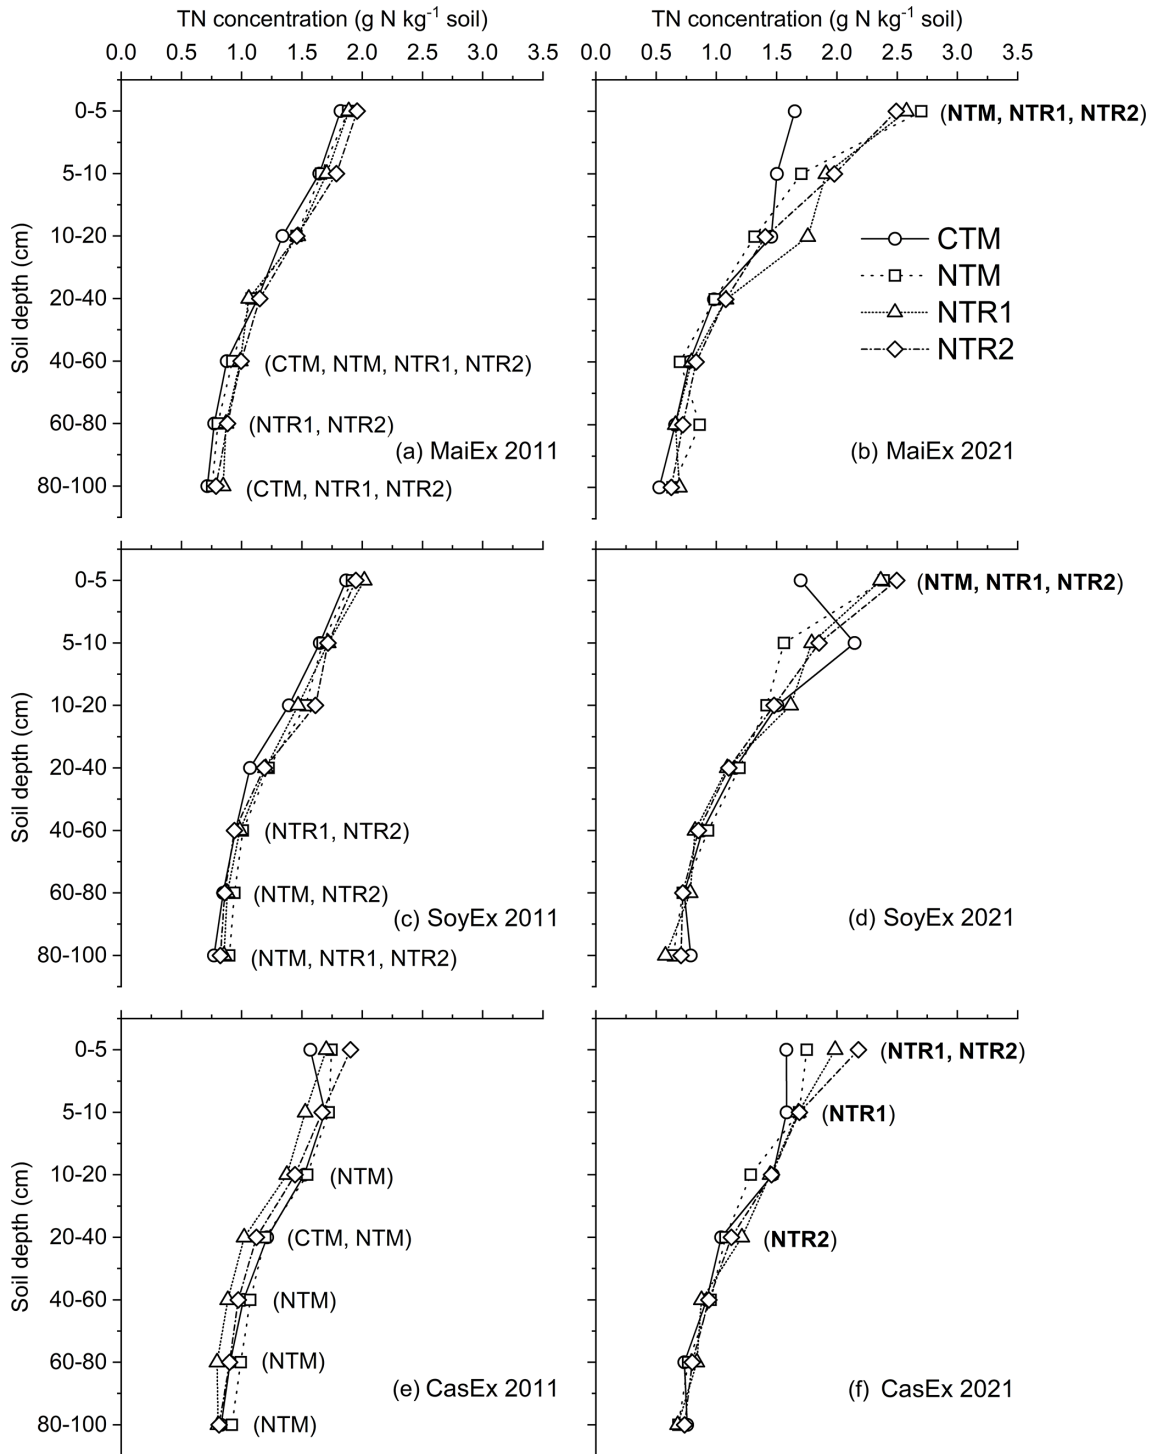 TN concentration (g N kg⁻¹ soil)
0.0 0.5 1.0 1.5 2.0 2.5 3.0 3.5
TN concentration (g N kg⁻¹ soil)
0.0 0.5 1.0 1.5 2.0 2.5 3.0 3.5
Soil depth (cm)
0-5
5-10
10-20
20-40
40-60
60-80
80-100
(CTM, NTM, NTR1, NTR2)
(NTR1, NTR2)
(a) MaiEx 2011
(CTM, NTR1, NTR2)
(NTM, NTR1, NTR2)
CTM
NTM
NTR1
NTR2
(b) MaiEx 2021
Soil depth (cm)
0-5
5-10
10-20
20-40
40-60
60-80
80-100
(NTR1, NTR2)
(NTM, NTR2)
(c) SoyEx 2011
(NTM, NTR1, NTR2)
(NTM, NTR1, NTR2)
(d) SoyEx 2021
Soil depth (cm)
0-5
5-10
10-20
20-40
40-60
60-80
80-100
(NTM)
(CTM, NTM)
(NTM)
(NTM)
(e) CasEx 2011
(NTM)
(NTR1, NTR2)
(NTR1)
(NTR2)
(f) CasEx 2021